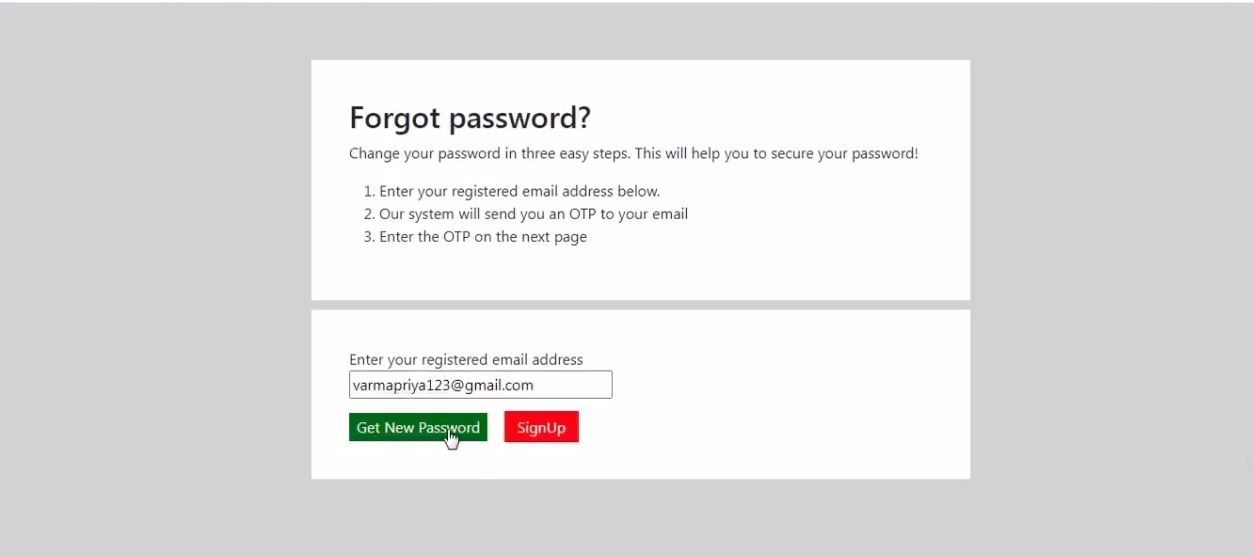 Forgot password?
Change your password in three easy steps. This will help you to secure your password!
1. Enter your registered email address below.
2. Our system will send you an OTP to your email
3. Enter the OTP on the next page
Enter your registered email address
varmapriya123@gmail.com
Get New Password SignUp